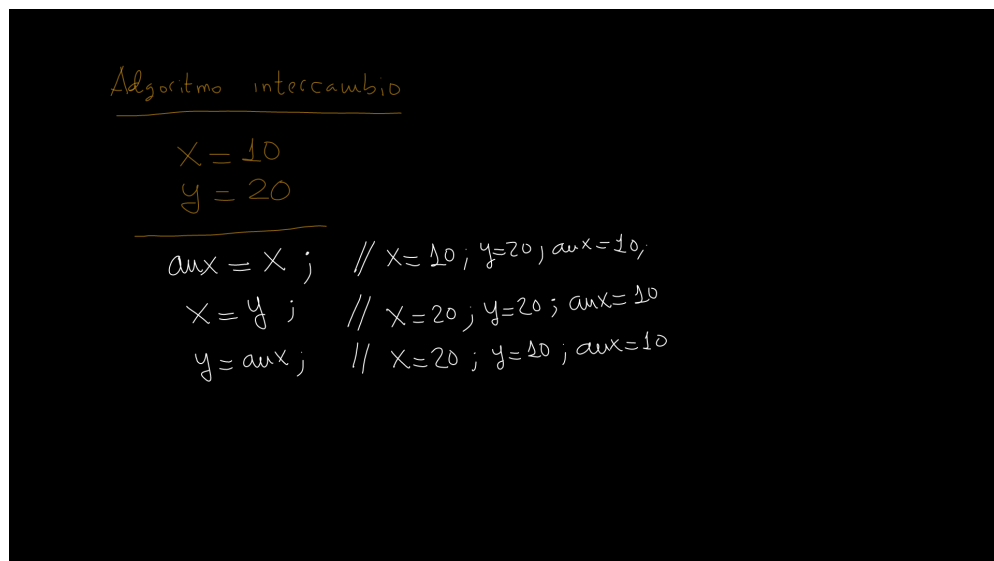 Algoritmo intercambio
x = 10
y = 20
aux = x ; // x = 10 ; y=20 ; aux = 10;
x = y ; // x = 20 ; y=20 ; aux = 10
y = aux ; // x = 20 ; y = 10 ; aux = 10